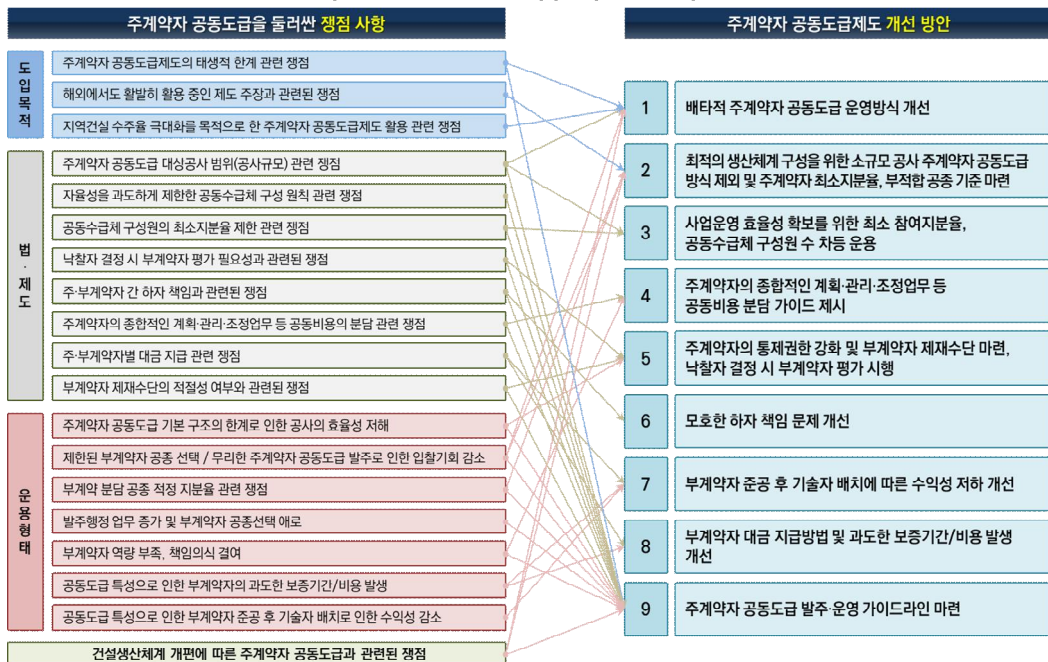 주계약자 공동도급을 둘러싼 쟁점 사항
도입목적
주계약자 공동도급제도의 태생적 한계 관련 쟁점
해외에서도 활발히 활용 중인 제도 주장과 관련된 쟁점
지역건설 수주율 극대화를 목적으로 한 주계약자 공동도급제도 활용 관련 쟁점
법·제도
주계약자 공동도급 대상공사 범위(공사규모) 관련 쟁점
자율성을 과도하게 제한한 공동수급체 구성 원칙 관련 쟁점
공동수급체 구성원의 최소지분율 제한 관련 쟁점
낙찰자 결정 시 부계약자 평가 필요성과 관련된 쟁점
주·부계약자 간 하자 책임과 관련된 쟁점
주계약자의 종합적인 계획·관리·조정업무 등 공동비용의 분담 관련 쟁점
주·부계약자별 대금 지급 관련 쟁점
부계약자 제재수단의 적절성 여부와 관련된 쟁점
운용형태
주계약자 공동도급 기본 구조의 한계로 인한 공사의 효율성 저해
제한된 부계약자 공종 선택 / 무리한 주계약자 공동도급 발주로 인한 입찰기회 감소
부계약 분담 공종 적정 지분율 관련 쟁점
발주행정 업무 증가 및 부계약자 공종선택 애로
부계약자 역량 부족, 책임의식 결여
공동도급 특성으로 인한 부계약자의 과도한 보증기간/비용 발생
공동도급 특성으로 인한 부계약자 준공 후 기술자 배치로 인한 수익성 감소
건설생산체계 개편에 따른 주계약자 공동도급과 관련된 쟁점
주계약자 공동도급제도 개선 방안
1 배타적 주계약자 공동도급 운영방식 개선
2 최적의 생산체계 구성을 위한 소규모 공사 주계약자 공동도급
방식 제외 및 주계약자 최소지분율, 부적합 공종 기준 마련
3 사업운영 효율성 확보를 위한 최소 참여지분율,
공동수급체 구성원 수 차등 운용
4 주계약자의 종합적인 계획·관리·조정업무 등
공동비용 분담 가이드 제시
5 주계약자의 통제권한 강화 및 부계약자 제재수단 마련,
낙찰자 결정 시 부계약자 평가 시행
6 모호한 하자 책임 문제 개선
7 부계약자 준공 후 기술자 배치에 따른 수익성 저하 개선
8 부계약자 대금 지급방법 및 과도한 보증기간/비용 발생
개선
9 주계약자 공동도급 발주·운영 가이드라인 마련